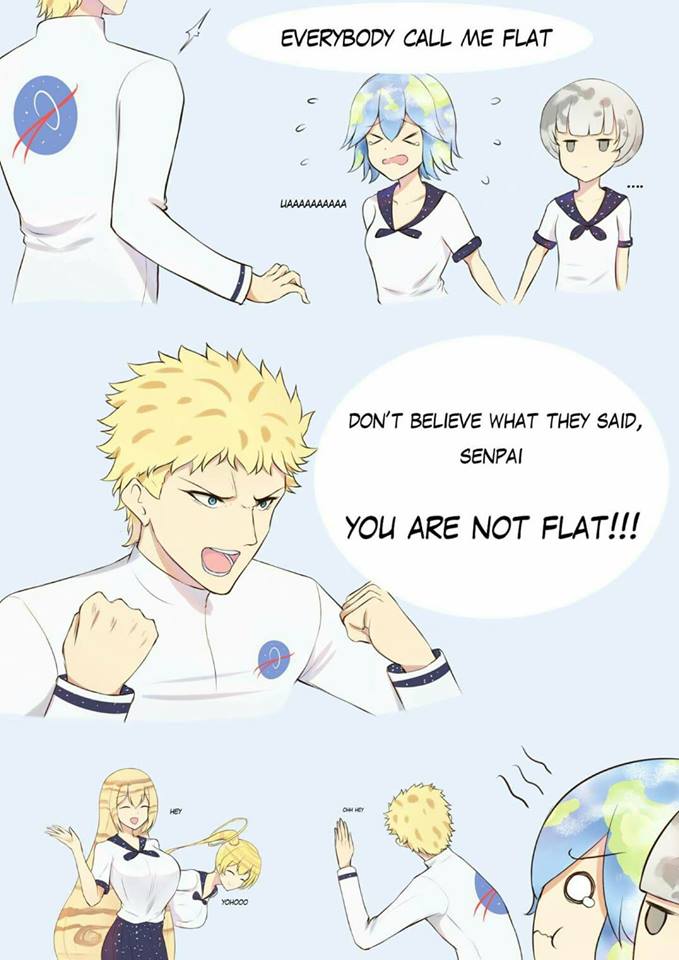 EVERYBODY CALL ME FLAT
UAAAAAAAAAA
....
DON'T BELIEVE WHAT THEY SAID,
SENPAI
YOU ARE NOT FLAT!!!
HEY
YOHOOO
OHH HEY